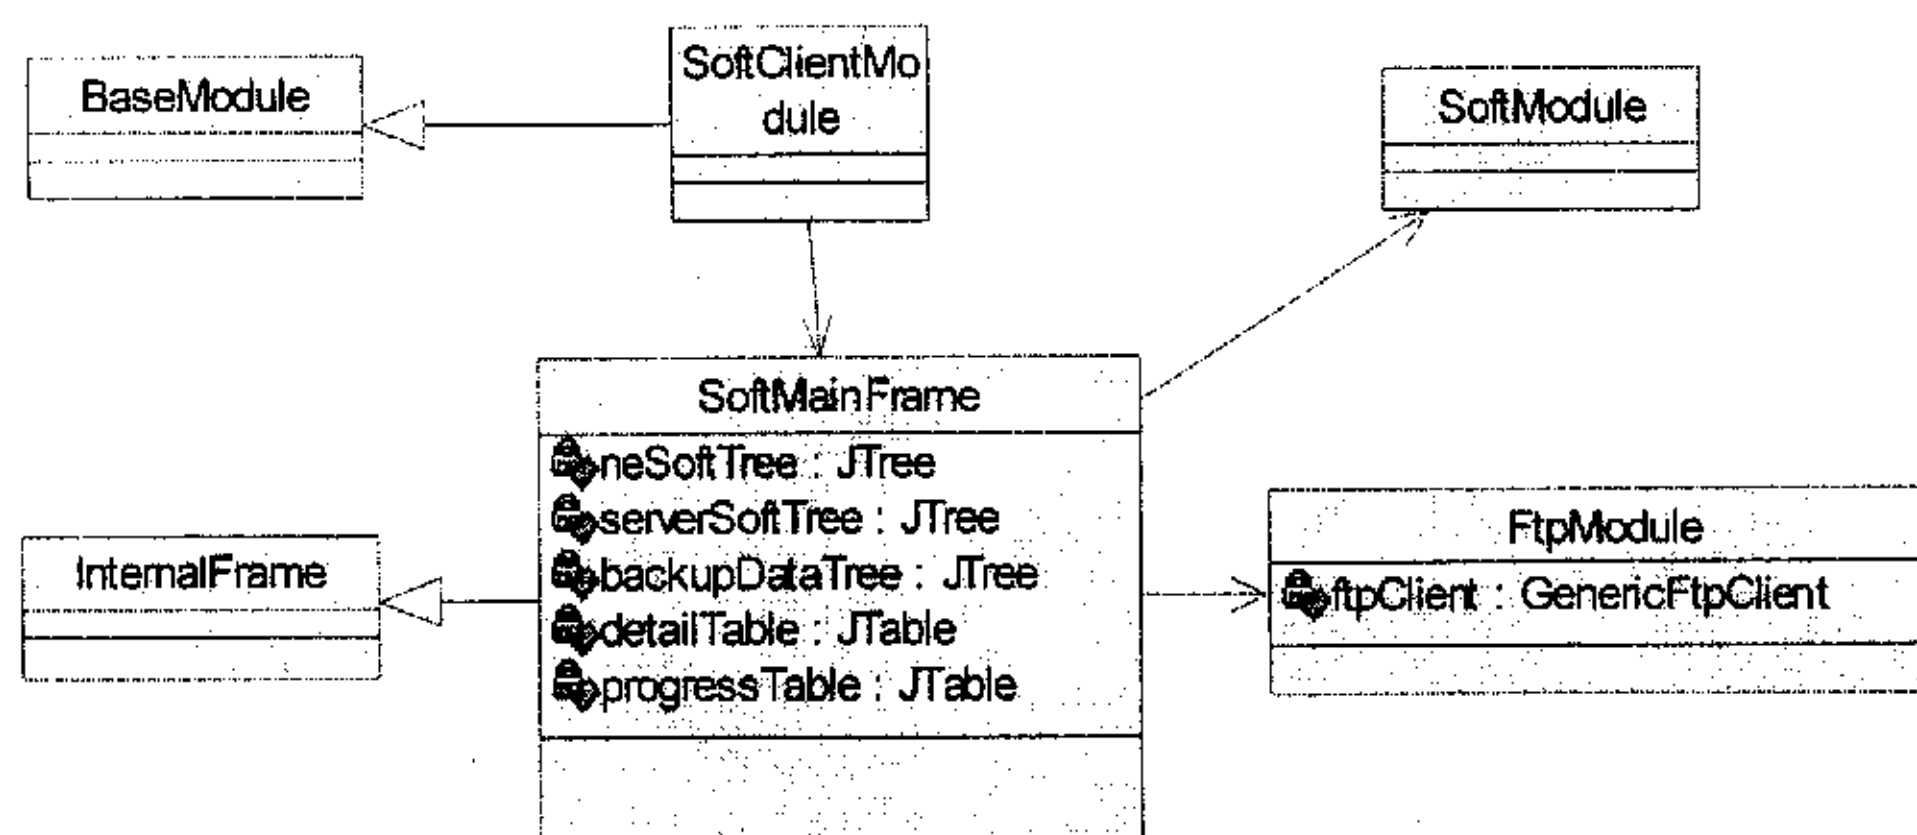 BaseModule
SoftClientMo
dule
SoftModule
SoftMainFrame
neSoftTree : JTree
serverSoftTree : JTree
backupDataTree : JTree
detailTable : JTable
progressTable : JTable
InternalFrame
FtpModule
ftpClient : GenericFtpClient